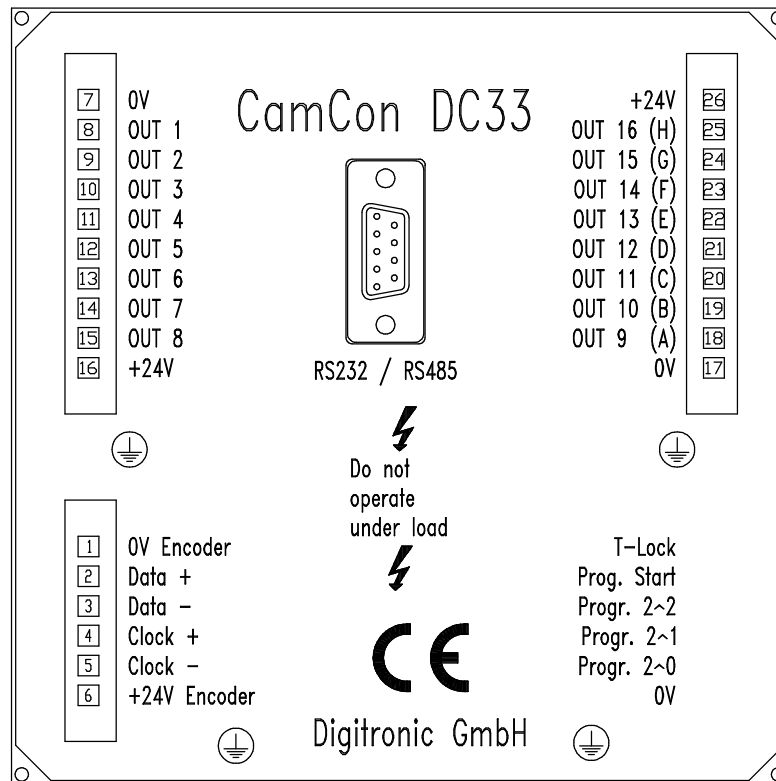 CamCon DC33
7 0V
8 OUT 1
9 OUT 2
10 OUT 3
11 OUT 4
12 OUT 5
13 OUT 6
14 OUT 7
15 OUT 8
16 +24V
+24V 26
OUT 16 (H) 25
OUT 15 (G) 24
OUT 14 (F) 23
OUT 13 (E) 22
OUT 12 (D) 21
OUT 11 (C) 20
OUT 10 (B) 19
OUT 9 (A) 18
0V 17
RS232 / RS485
Do not
operate
under load
1 0V Encoder
2 Data +
3 Data -
4 Clock +
5 Clock -
6 +24V Encoder
T-Lock
Prog. Start
Progr. 2^2
Progr. 2^1
Progr. 2^0
0V
CE
Digitronic GmbH